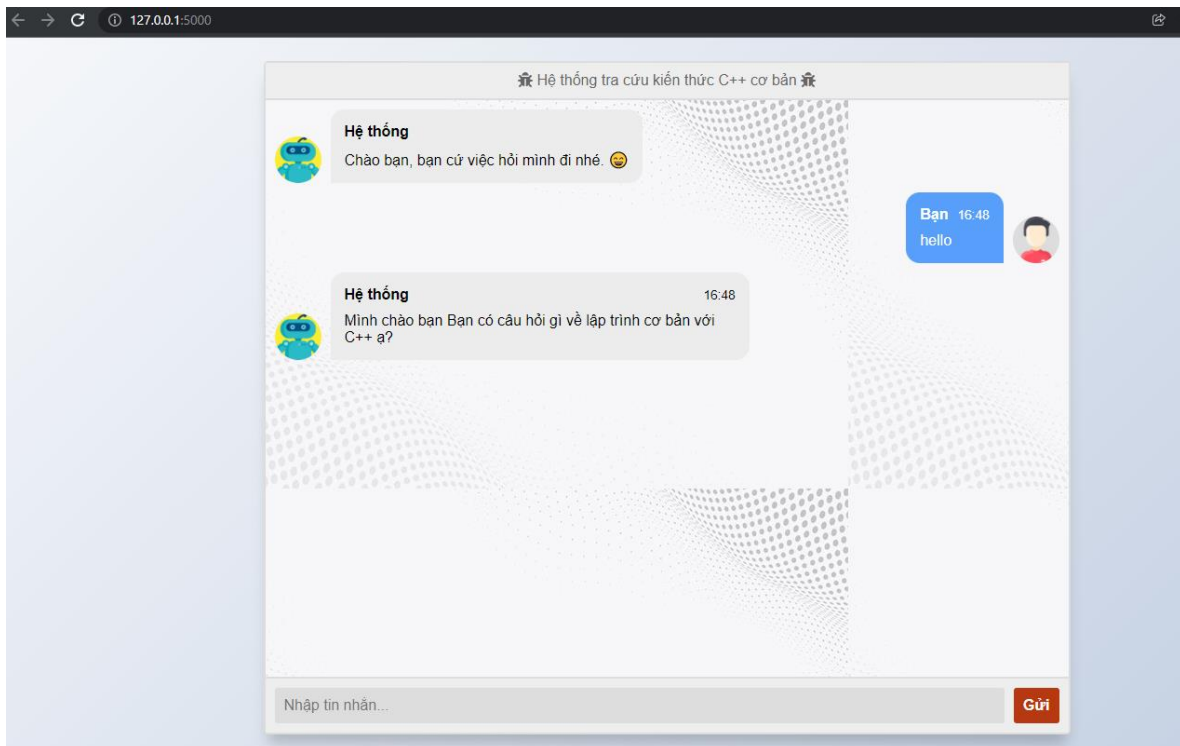 127.0.0.1:5000
Hệ thống tra cứu kiến thức C++ cơ bản
Hệ thống
Chào bạn, bạn cứ việc hỏi mình đi nhé. 😄
Bạn 16:48
hello
Hệ thống 16:48
Mình chào bạn Bạn có câu hỏi gì về lập trình cơ bản với
C++ ạ?
Nhập tin nhắn... Gửi